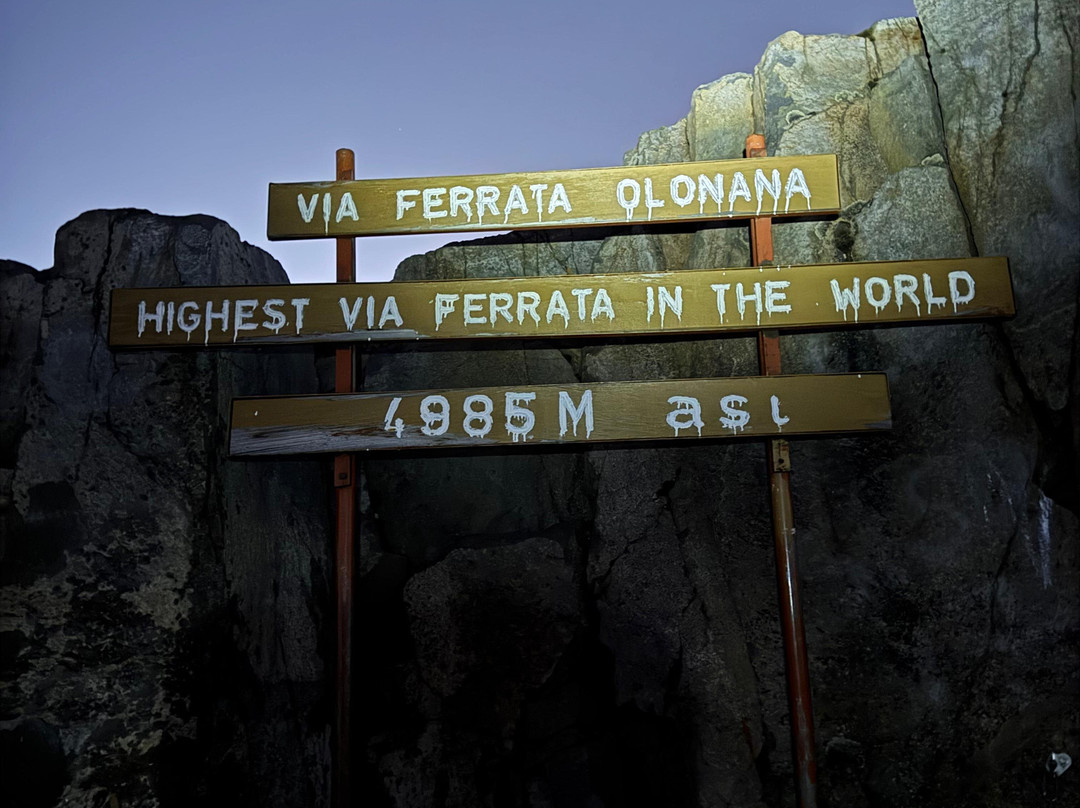 VIA FERRATA OLONANA
HIGHEST VIA FERRATA IN THE WORLD
4985M asl